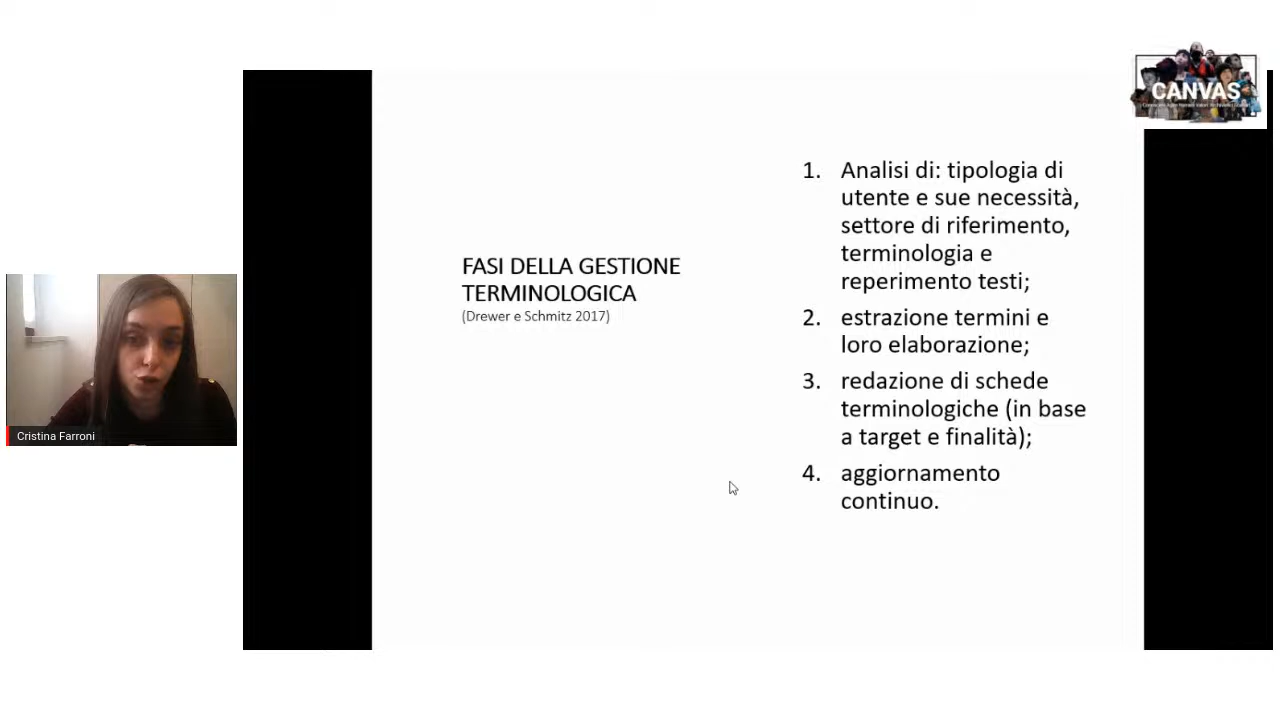 CANVAS
FASI DELLA GESTIONE
TERMINOLOGICA
(Drewer e Schmitz 2017)
1. Analisi di: tipologia di
utente e sue necessità,
settore di riferimento,
terminologia e
reperimento testi;
2. estrazione termini e
loro elaborazione;
3. redazione di schede
terminologiche (in base
a target e finalità);
4. aggiornamento
continuo.
Cristina Farroni